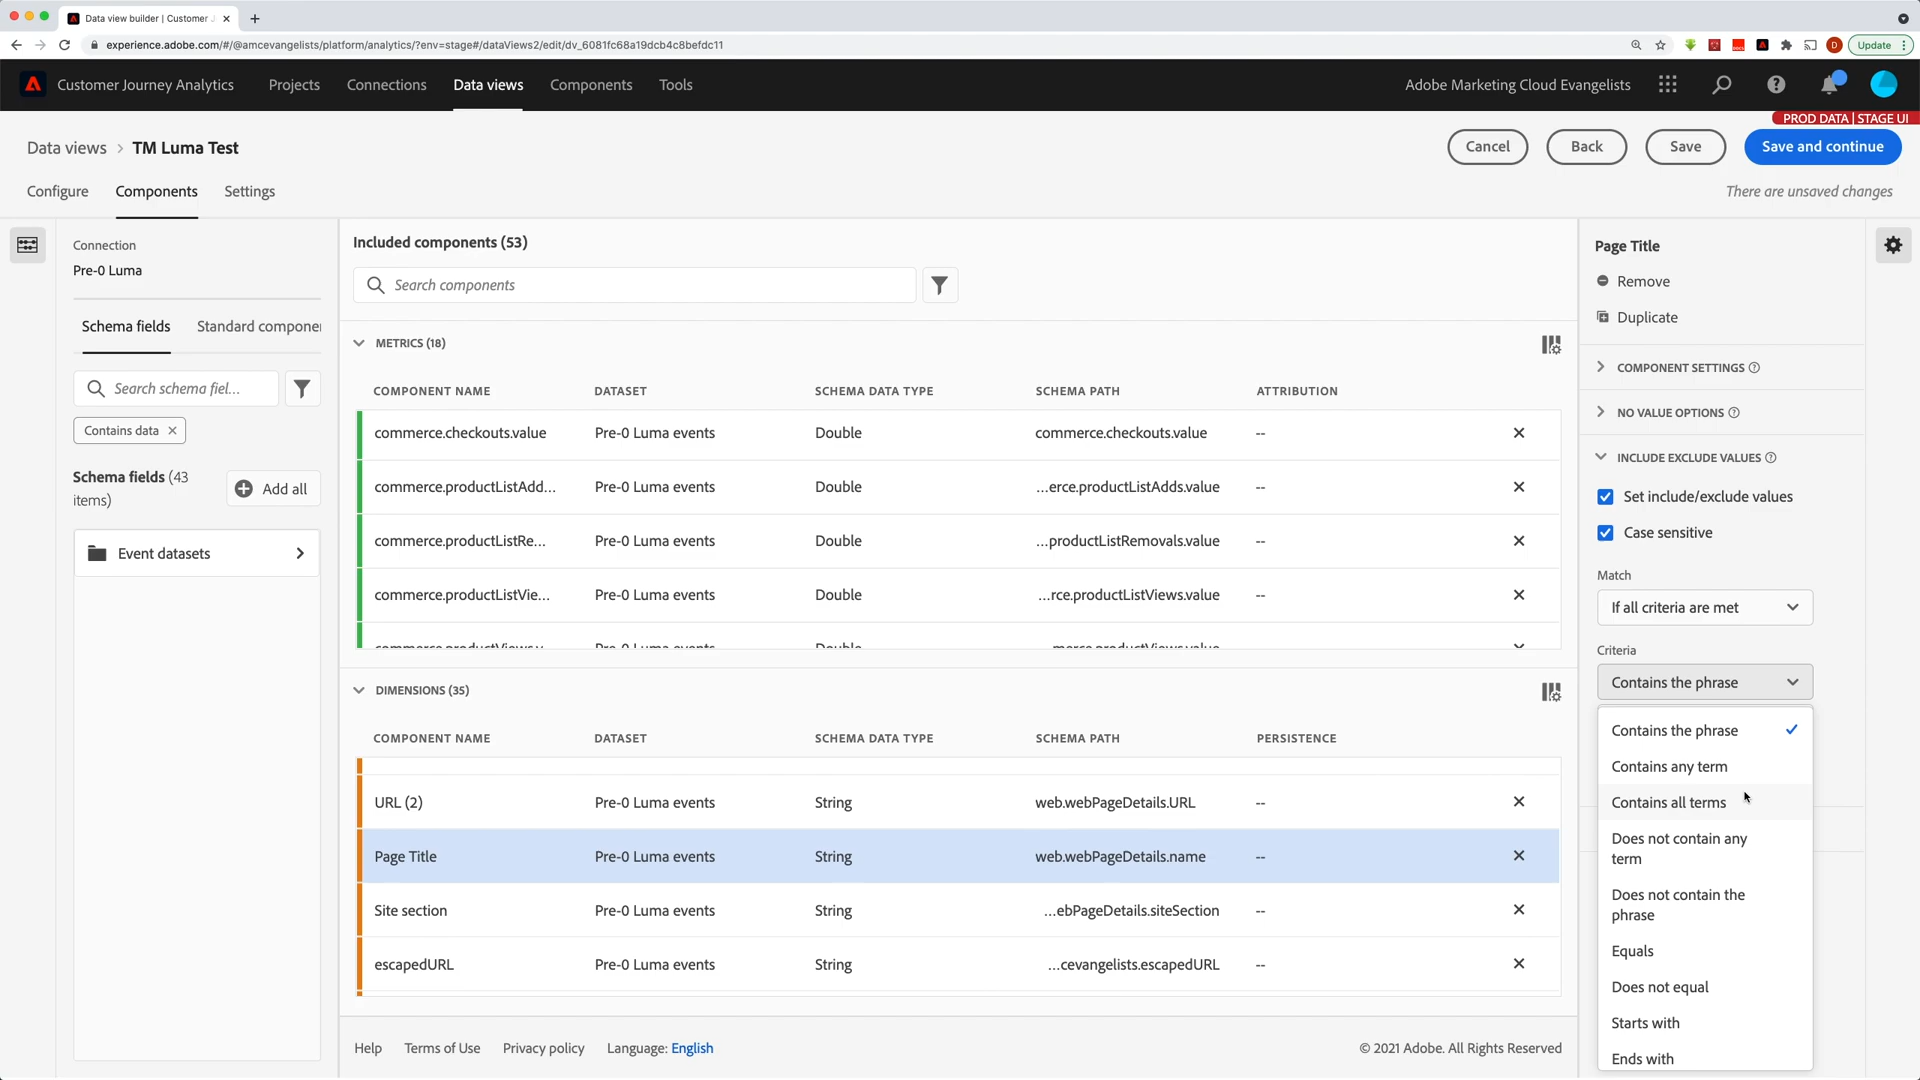 Data view builder | Customer J
experience.adobe.com/#/@amcevangelists/platform/analytics/?env=stage#/dataViews2/edit/dv_6081fc68a19dcb4c8befdc11
D
Update
Customer Journey Analytics
Projects
Connections
Data views
Components
Tools
Adobe Marketing Cloud Evangelists
PROD DATA | STAGE UI
Data views > TM Luma Test
Cancel
Back
Save
Save and continue
Configure
Components
Settings
There are unsaved changes
Connection
Pre-0 Luma
Schema fields
Standard compone
Search schema fiel...
Contains data
Schema fields (43
items)
Add all
Event datasets
Included components (53)
Search components
METRICS (18)
COMPONENT NAME DATASET SCHEMA DATA TYPE SCHEMA PATH ATTRIBUTION
commerce.checkouts.value Pre-0 Luma events Double commerce.checkouts.value --
commerce.productListAdd... Pre-0 Luma events Double ...erce.productListAdds.value --
commerce.productListRe... Pre-0 Luma events Double ...productListRemovals.value --
commerce.productListVie... Pre-0 Luma events Double ...rce.productListViews.value --
commerce.productViews.v... Pre-0 Luma events Double ...merce.productViews.value --
DIMENSIONS (35)
COMPONENT NAME DATASET SCHEMA DATA TYPE SCHEMA PATH PERSISTENCE
URL (2) Pre-0 Luma events String web.webPageDetails.URL --
Page Title Pre-0 Luma events String web.webPageDetails.name --
Site section Pre-0 Luma events String ...ebPageDetails.siteSection --
escapedURL Pre-0 Luma events String ...cevangelists.escapedURL --
Page Title
Remove
Duplicate
COMPONENT SETTINGS
NO VALUE OPTIONS
INCLUDE EXCLUDE VALUES
Set include/exclude values
Case sensitive
Match
If all criteria are met
Criteria
Contains the phrase
Contains the phrase
Contains any term
Contains all terms
Does not contain any
term
Does not contain the
phrase
Equals
Does not equal
Starts with
Ends with
Help
Terms of Use
Privacy policy
Language: English
© 2021 Adobe. All Rights Reserved